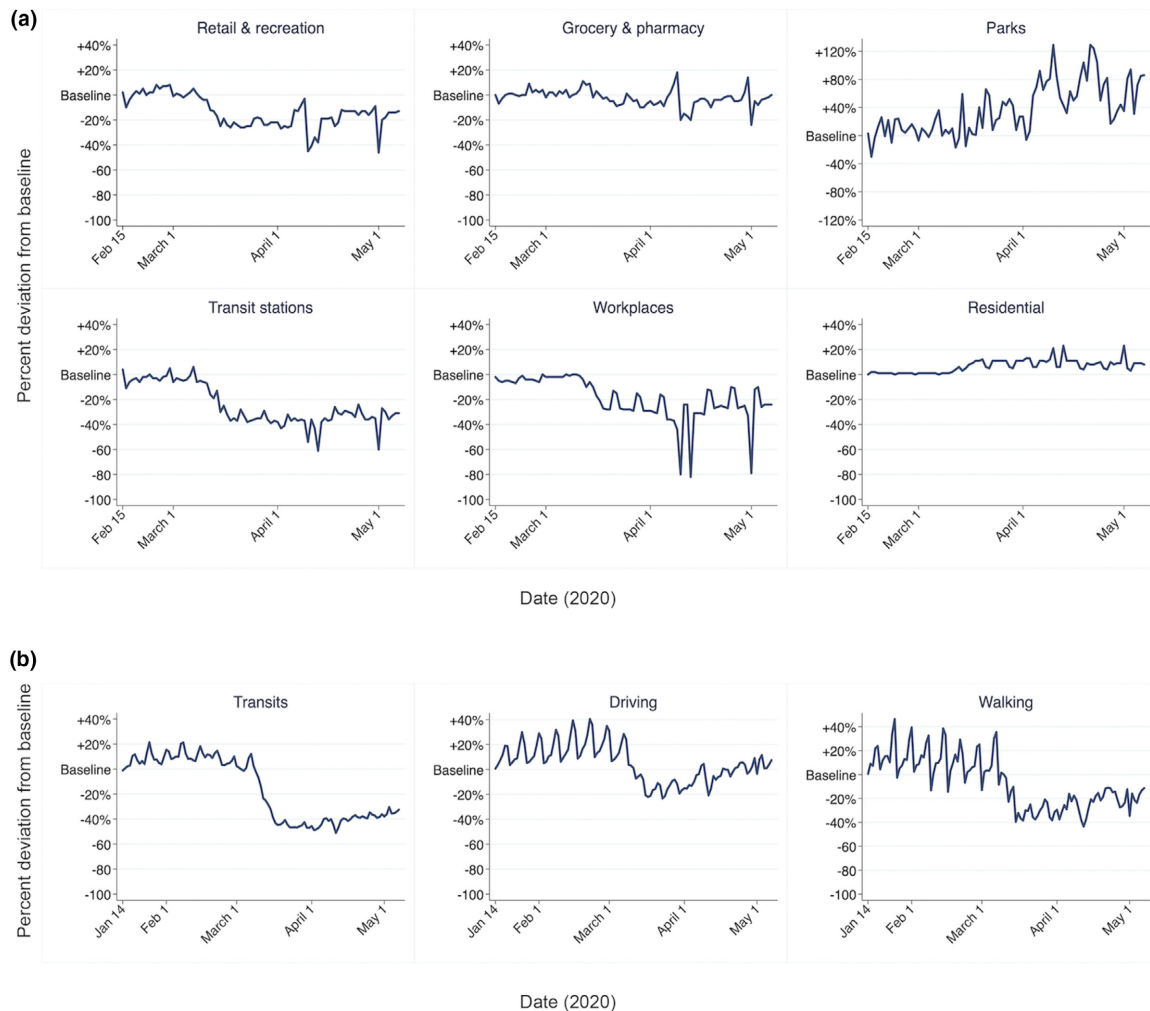 (a)
Percent deviation from baseline
Retail & recreation
+40%
+20%
Baseline
-20%
-40%
-60
-80
-100
Feb 15
March 1
April 1
May 1
Grocery & pharmacy
+40%
+20%
Baseline
-20%
-40%
-60
-80
-100
Feb 15
March 1
April 1
May 1
Parks
+120%
+80%
+40%
Baseline
-40%
-80%
-120%
Feb 15
March 1
April 1
May 1
Transit stations
+40%
+20%
Baseline
-20%
-40%
-60
-80
-100
Feb 15
March 1
April 1
May 1
Workplaces
+40%
+20%
Baseline
-20%
-40%
-60
-80
-100
Feb 15
March 1
April 1
May 1
Residential
+40%
+20%
Baseline
-20%
-40%
-60
-80
-100
Feb 15
March 1
April 1
May 1
Date (2020)
(b)
Percent deviation from baseline
Transits
+40%
+20%
Baseline
-20%
-40%
-60
-80
-100
Jan 14
Feb 1
March 1
April 1
May 1
Driving
+40%
+20%
Baseline
-20%
-40%
-60
-80
-100
Jan 14
Feb 1
March 1
April 1
May 1
Walking
+40%
+20%
Baseline
-20%
-40%
-60
-80
-100
Jan 14
Feb 1
March 1
April 1
May 1
Date (2020)